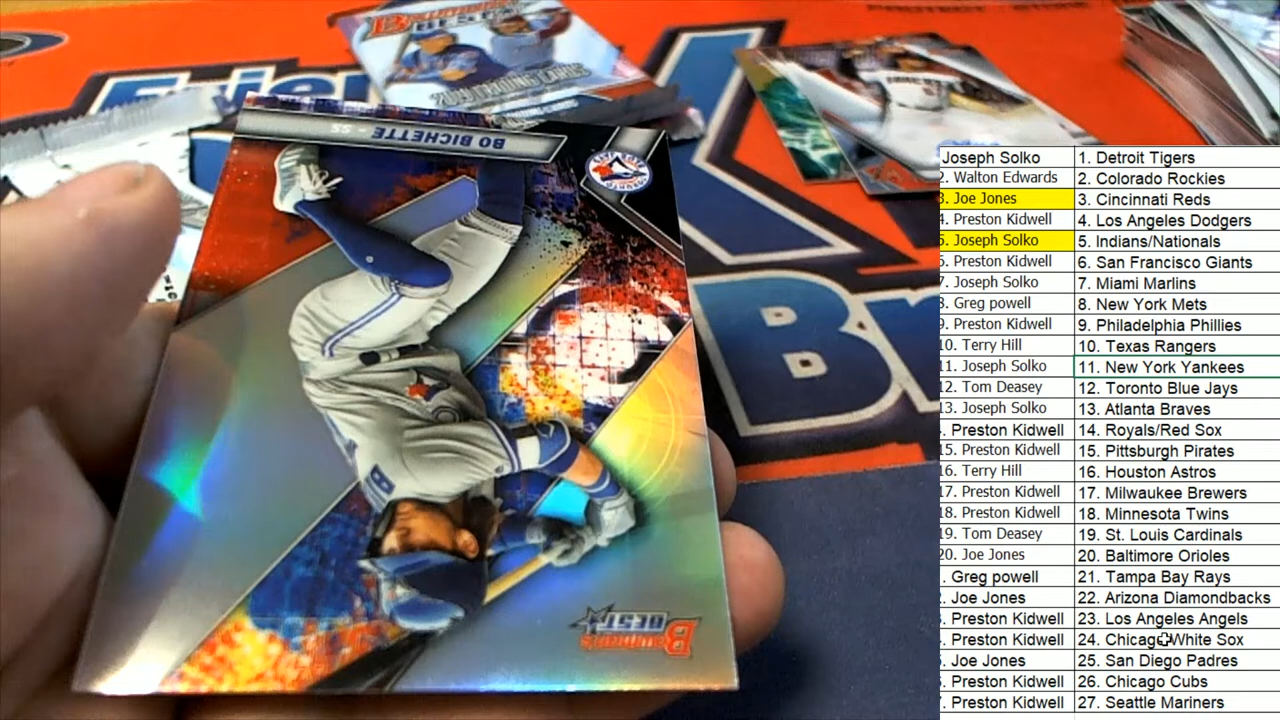 Bowman's
BEST
2019 TRADING CARDS
BO BICHETTE - SS
Bowman's
BEST
Joseph Solko 1. Detroit Tigers
2. Walton Edwards 2. Colorado Rockies
3. Joe Jones 3. Cincinnati Reds
4. Preston Kidwell 4. Los Angeles Dodgers
5. Joseph Solko 5. Indians/Nationals
6. Preston Kidwell 6. San Francisco Giants
7. Joseph Solko 7. Miami Marlins
8. Greg powell 8. New York Mets
9. Preston Kidwell 9. Philadelphia Phillies
10. Terry Hill 10. Texas Rangers
11. Joseph Solko 11. New York Yankees
12. Tom Deasey 12. Toronto Blue Jays
13. Joseph Solko 13. Atlanta Braves
. Preston Kidwell 14. Royals/Red Sox
15. Preston Kidwell 15. Pittsburgh Pirates
16. Terry Hill 16. Houston Astros
17. Preston Kidwell 17. Milwaukee Brewers
18. Preston Kidwell 18. Minnesota Twins
19. Tom Deasey 19. St. Louis Cardinals
20. Joe Jones 20. Baltimore Orioles
. Greg powell 21. Tampa Bay Rays
. Joe Jones 22. Arizona Diamondbacks
. Preston Kidwell 23. Los Angeles Angels
. Preston Kidwell 24. Chicago White Sox
. Joe Jones 25. San Diego Padres
. Preston Kidwell 26. Chicago Cubs
. Preston Kidwell 27. Seattle Mariners